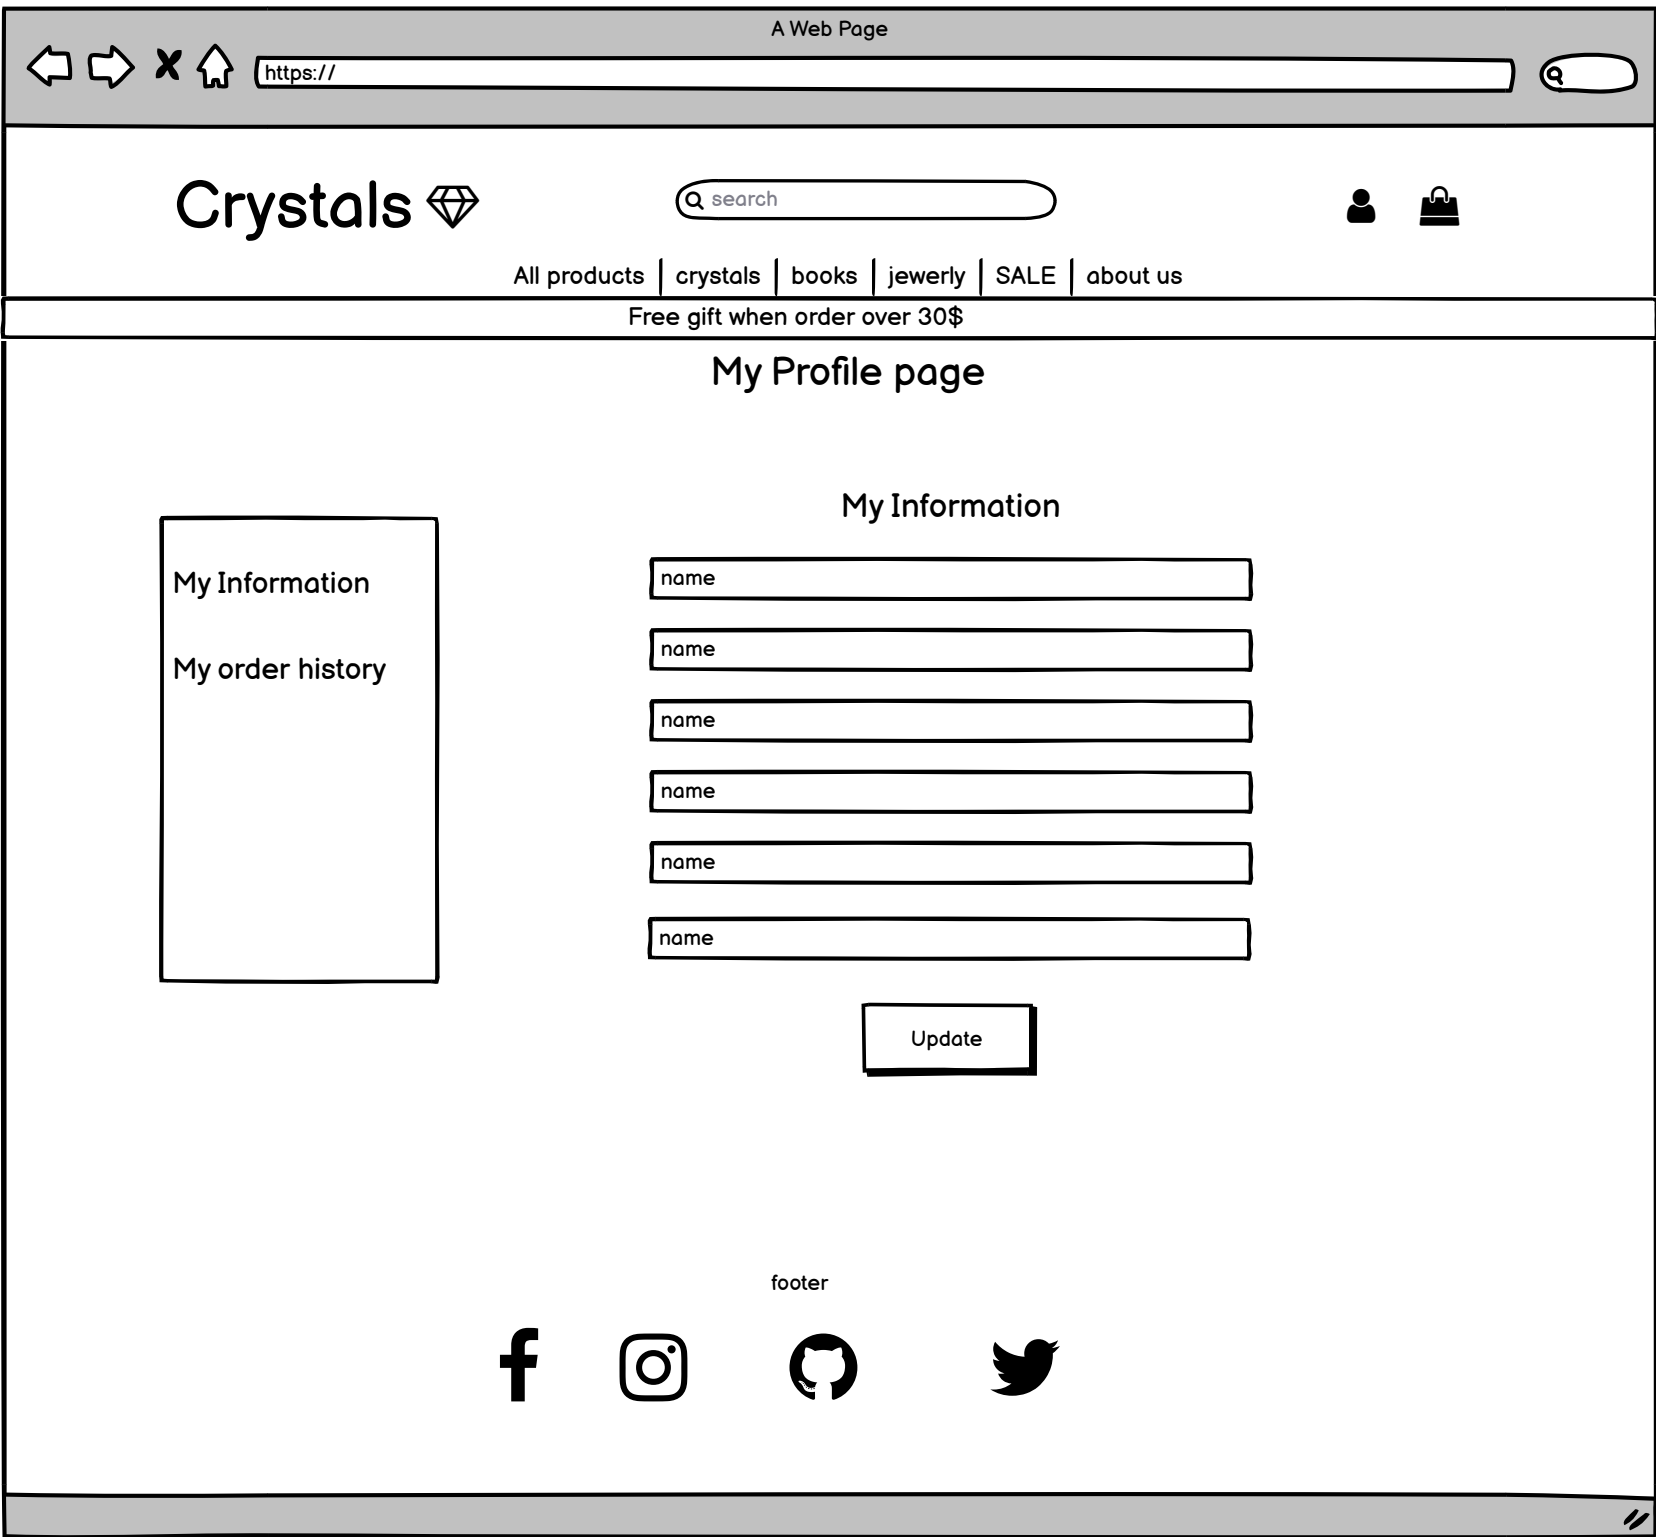 A Web Page
https://
Crystals
search
All products crystals books jewerly SALE about us
Free gift when order over 30$
My Profile page
My Information
My Information
My order history
name
name
name
name
name
name
Update
footer